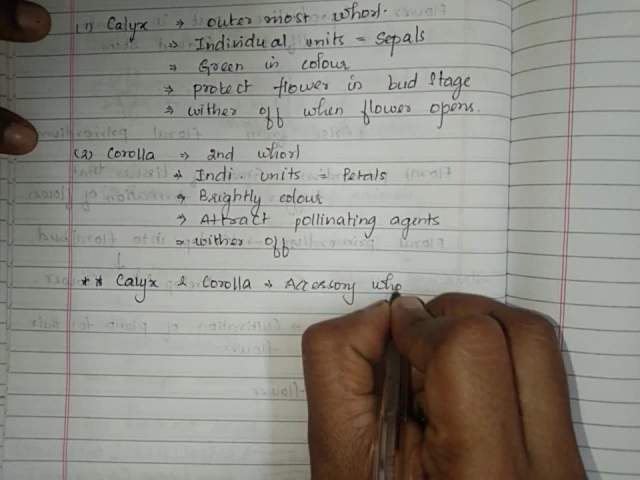 (1) Calyx → outer most whorl.
→ Individual units = sepals
→ Green in colour
→ protect flower in bud stage
→ wither off when flower opens.
(2) Corolla → 2nd whorl
→ Indi. units = Petals
→ Brightly colour
→ Attract pollinating agents
→ wither off
** Calyx & Corolla → Accessory who